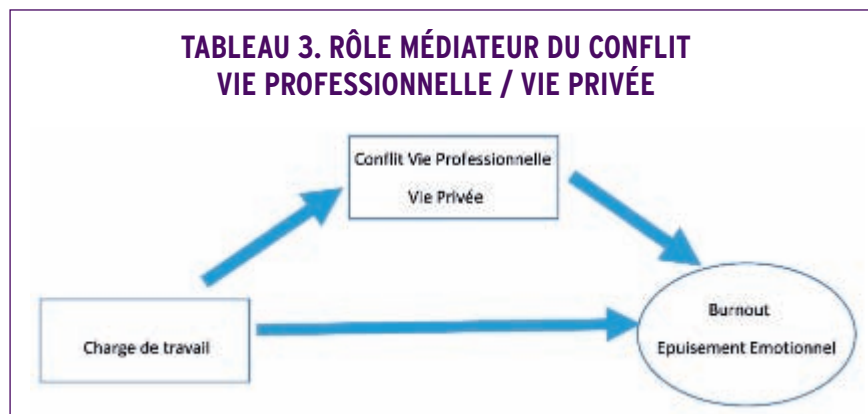 TABLEAU 3. RÔLE MÉDIATEUR DU CONFLIT
VIE PROFESSIONNELLE / VIE PRIVÉE
Conflit Vie Professionnelle
Vie Privée
Charge de travail
Burnout
Epuisement Emotionnel